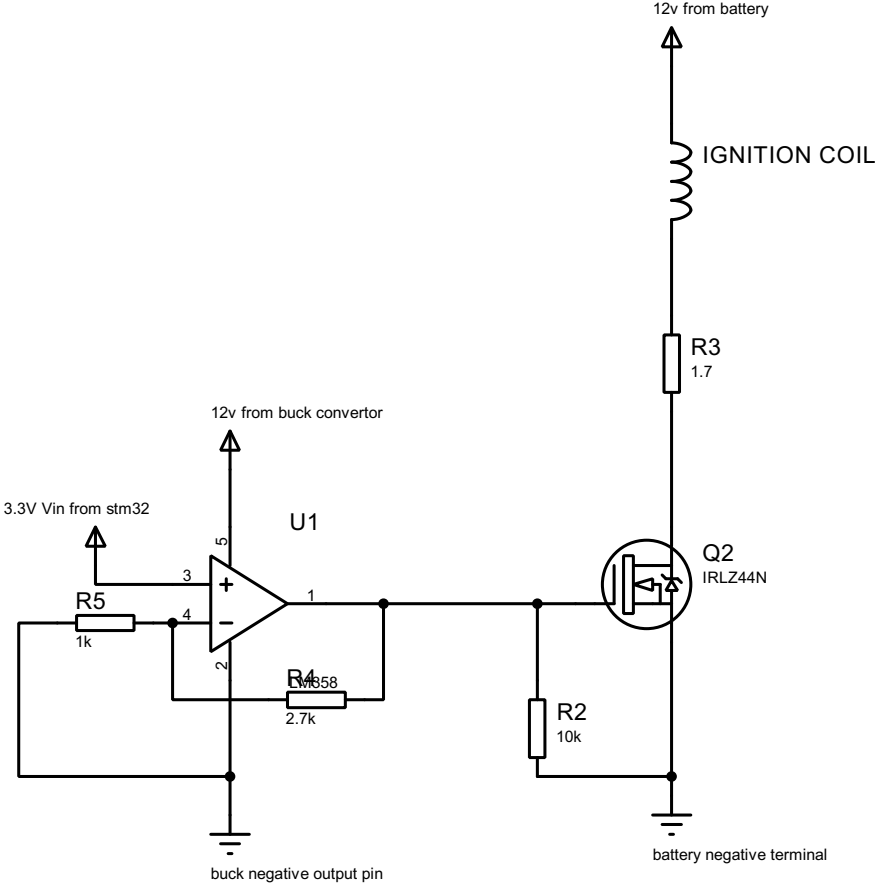 12v from battery
IGNITION COIL
R3
1.7
12v from buck convertor
3.3V Vin from stm32
U1
5
3
1
4
2
R5
1k
Q2
IRLZ44N
R4
LM358
2.7k
R2
10k
buck negative output pin
battery negative terminal